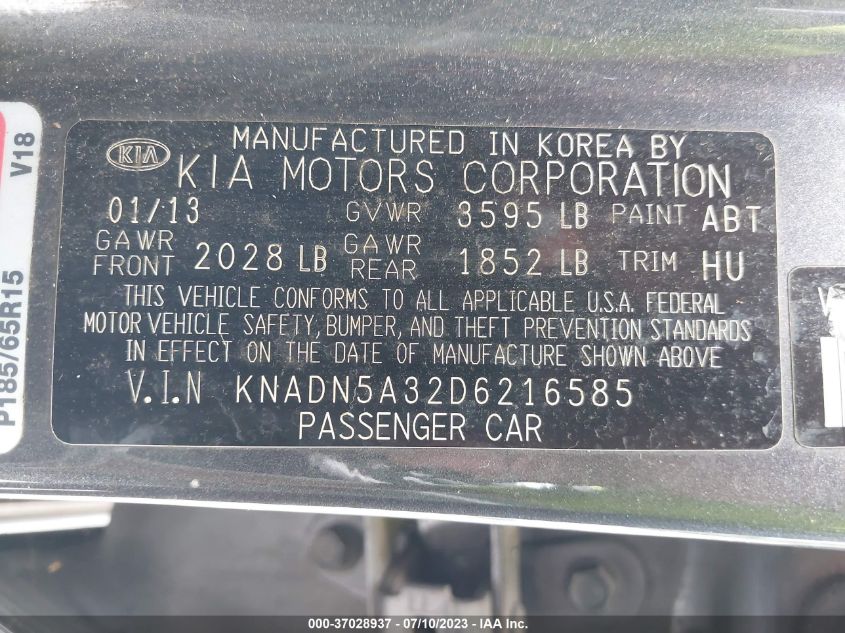 MANUFACTURED IN KOREA BY
KIA KIA MOTORS CORPORATION
01/13 GVWR 3595 LB PAINT ABT
GAWR FRONT 2028 LB GAWR REAR 1852 LB TRIM HU
THIS VEHICLE CONFORMS TO ALL APPLICABLE U.S.A. FEDERAL
MOTOR VEHICLE SAFETY, BUMPER, AND THEFT PREVENTION STANDARDS
IN EFFECT ON THE DATE OF MANUFACTURE SHOWN ABOVE
V.I.N KNADN5A32D6216585
PASSENGER CAR
P185/65R15 V18
000-37028937 - 07/10/2023 - IAA Inc.